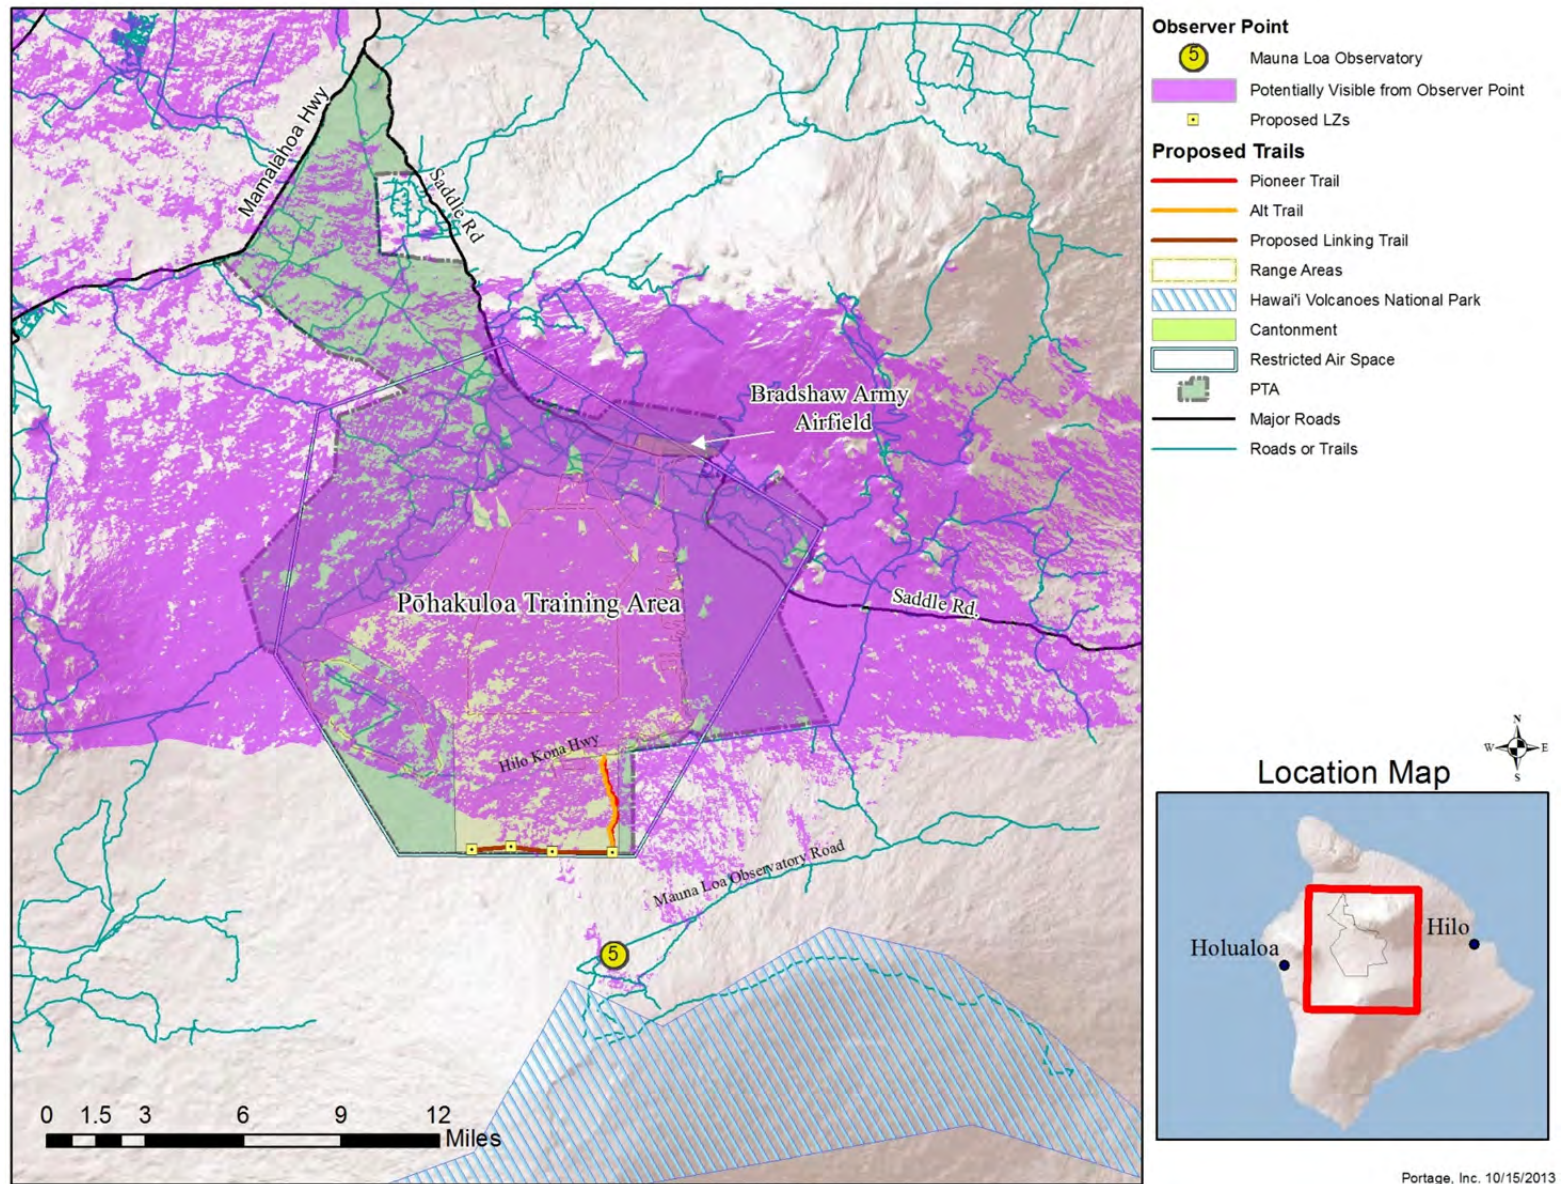 Observer Point
5
Mauna Loa Observatory
Potentially Visible from Observer Point
Proposed LZs
Proposed Trails
Pioneer Trail
Alt Trail
Proposed Linking Trail
Range Areas
Hawai'i Volcanoes National Park
Cantonment
Restricted Air Space
PTA
Major Roads
Roads or Trails
Mamalahoa Hwy
Saddle Rd
Bradshaw Army
Airfield
Pōhakuloa Training Area
Saddle Rd.
Hilo Kona Hwy
Mauna Loa Observatory Road
5
0 1.5 3 6 9 12
Miles
N
W E
S
Location Map
Hilo
Holualoa
Portage, Inc. 10/15/2013